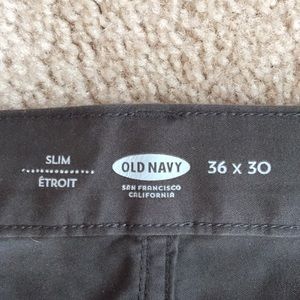 SLIM
ÉTROIT
OLD NAVY
SAN FRANCISCO
CALIFORNIA
36 x 30